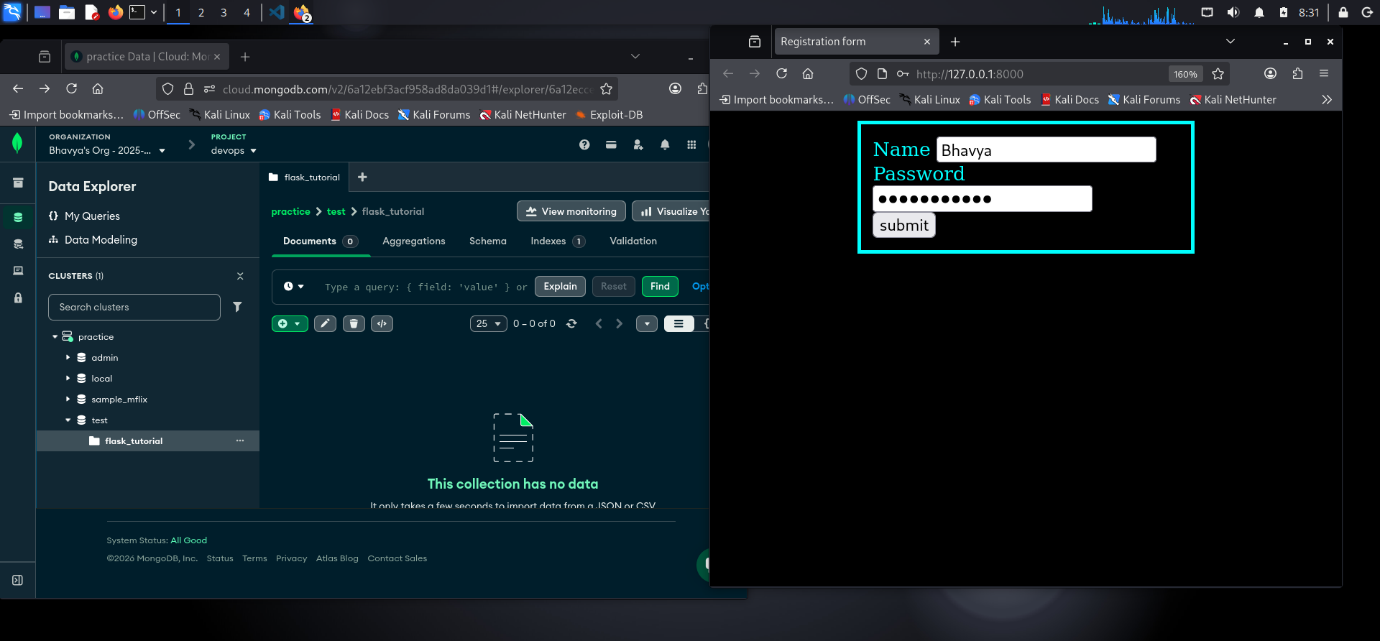 1 2 3 4
2
8:31
practice Data | Cloud: Mo
cloud.mongodb.com/v2/6a12ebf3acf958ad8da039d1#/explorer/6a12ecc
Import bookmarks… OffSec Kali Linux Kali Tools Kali Docs Kali Forums Kali NetHunter Exploit-DB
ORGANIZATION
Bhavya's Org - 2025-...
PROJECT
devops
Data Explorer
My Queries
Data Modeling
CLUSTERS (1)
Search clusters
practice
admin
local
sample_mflix
test
flask_tutorial
flask_tutorial
practice > test > flask_tutorial
View monitoring
Visualize Yo
Documents 0 Aggregations Schema Indexes 1 Validation
Type a query: { field: 'value' } or
Explain Reset Find Opt
25 0 – 0 of 0
This collection has no data
It only takes a few seconds to import data from a JSON or CSV
System Status: All Good
©2026 MongoDB, Inc. Status Terms Privacy Atlas Blog Contact Sales
Registration form
http://127.0.0.1:8000
160%
Import bookmarks… OffSec Kali Linux Kali Tools Kali Docs Kali Forums Kali NetHunter
Name Bhavya
Password
submit